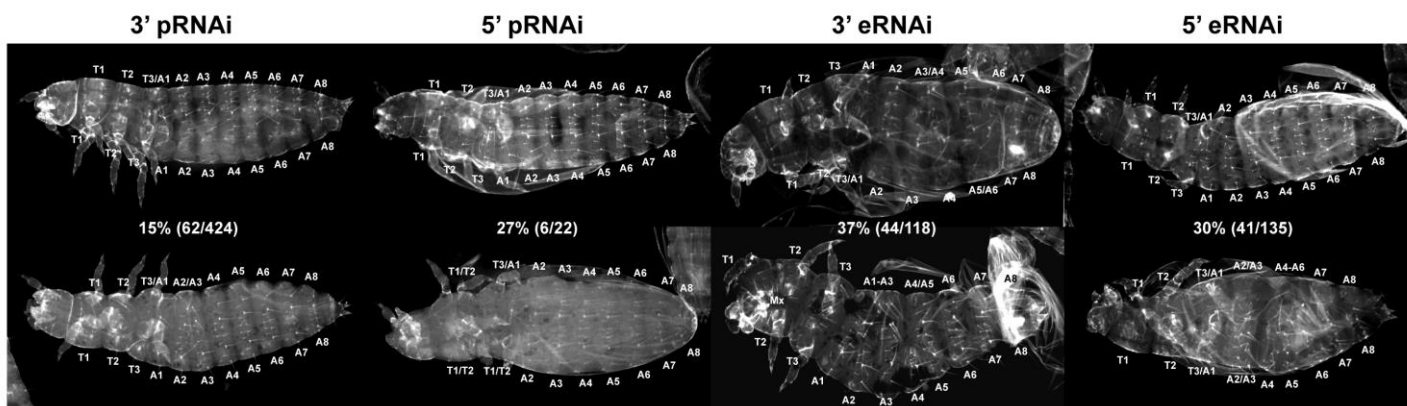 3' pRNAi 5' pRNAi 3' eRNAi 5' eRNAi
T1 T2 T3/A1 A2 A3 A4 A5 A6 A7 A8
T1 T2 T3 A1 A2 A3 A4 A5 A6 A7 A8
T1 T2 T3/A1 A2 A3 A4 A5 A6 A7 A8
T1 T2 T3 A1 A2 A3 A4 A5 A6 A7 A8
T1 T2 T3 A1 A2 A3/A4 A5 A6 A7 A8
T1 T2 T3/A1 A2 A3 A4 A5/A6 A7 A8
T1 T2 T3/A1 A2 A3 A4 A5 A6 A7 A8
T1 T2 T3 A1 A2 A3 A4 A5 A6 A7 A8
15% (62/424) 27% (6/22) 37% (44/118) 30% (41/135)
T1 T2 T3/A1 A2/A3 A4 A5 A6 A7 A8
T1 T2 T3 A1 A2 A3 A4 A5 A6 A7 A8
T1/T2 T3/A1 A2 A3 A4 A5 A6 A7 A8
T1/T2 T1/T2 A2 A3 A4 A5 A6 A7 A8
T1 T2 T3 A1-A3 A4/A5 A6 A7 A8
Mx
T2 T3 A1 A2 A3 A4 A5 A6 A7 A8
T1 T2 T3/A1 A2/A3 A4-A6 A7 A8
T1 T2 T3/A1 A2/A3 A4 A5 A6 A7 A8